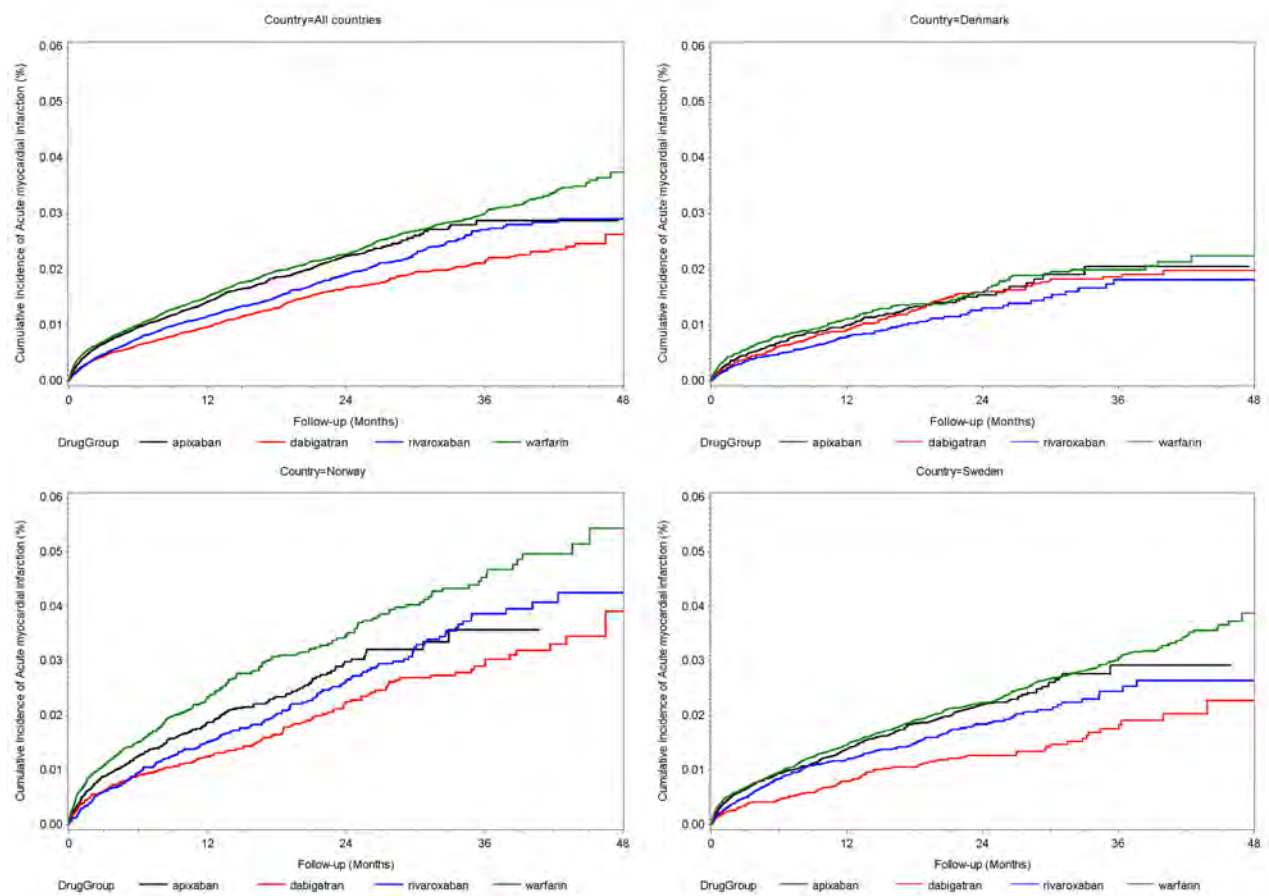 Country=All countries
Cumulative Incidence of Acute myocardial infarction (%)
0.06
0.05
0.04
0.03
0.02
0.01
0.00
0 12 24 36 48
Follow-up (Months)
DrugGroup apixaban dabigatran rivaroxaban warfarin
Country=Denmark
Cumulative Incidence of Acute myocardial infarction (%)
0.06
0.05
0.04
0.03
0.02
0.01
0.00
0 12 24 36 48
Follow-up (Months)
DrugGroup apixaban dabigatran rivaroxaban warfarin
Country=Norway
Cumulative Incidence of Acute myocardial infarction (%)
0.06
0.05
0.04
0.03
0.02
0.01
0.00
0 12 24 36 48
Follow-up (Months)
DrugGroup apixaban dabigatran rivaroxaban warfarin
Country=Sweden
Cumulative Incidence of Acute myocardial infarction (%)
0.06
0.05
0.04
0.03
0.02
0.01
0.00
0 12 24 36 48
Follow-up (Months)
DrugGroup apixaban dabigatran rivaroxaban warfarin